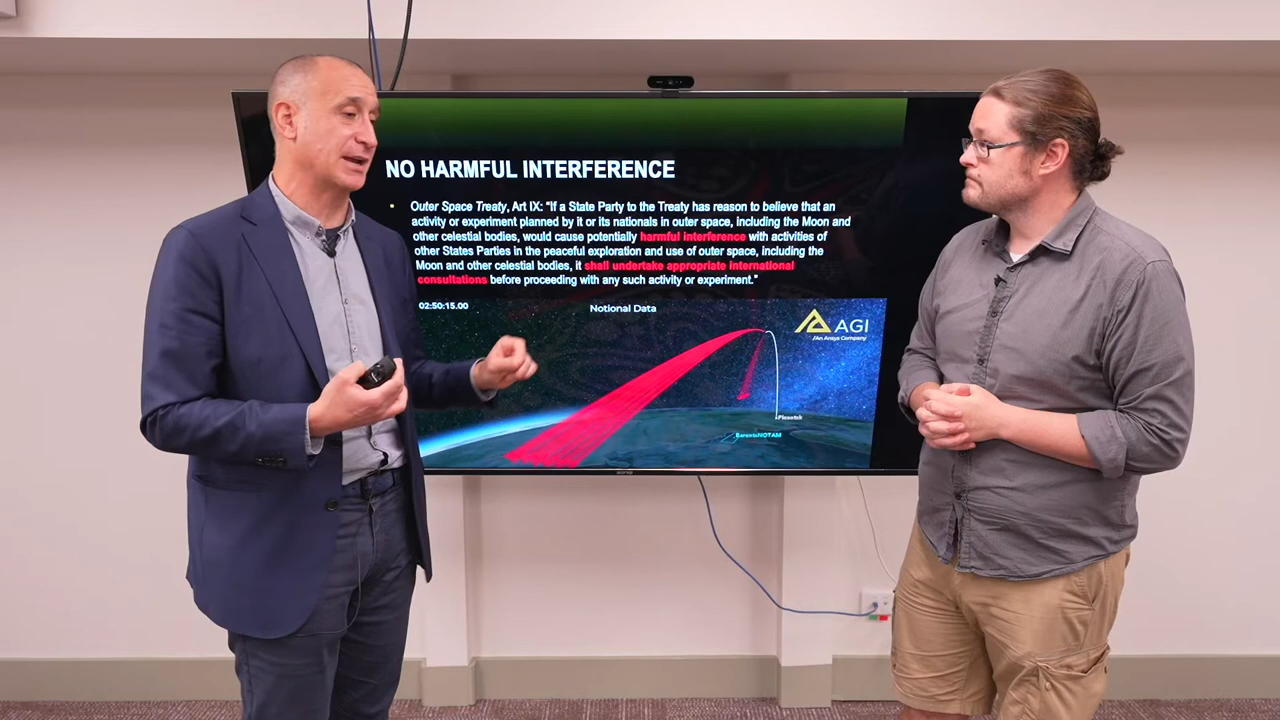 NO HARMFUL INTERFERENCE
• Outer Space Treaty, Art IX: “If a State Party to the Treaty has reason to believe that an
activity or experiment planned by it or its nationals in outer space, including the Moon and
other celestial bodies, would cause potentially harmful interference with activities of
other States Parties in the peaceful exploration and use of outer space, including the
Moon and other celestial bodies, it shall undertake appropriate international
consultations before proceeding with any such activity or experiment.”
02:50:15.00
Notional Data
AGI
/An Ansys Company
Plesetsk
BarentsNOTAM